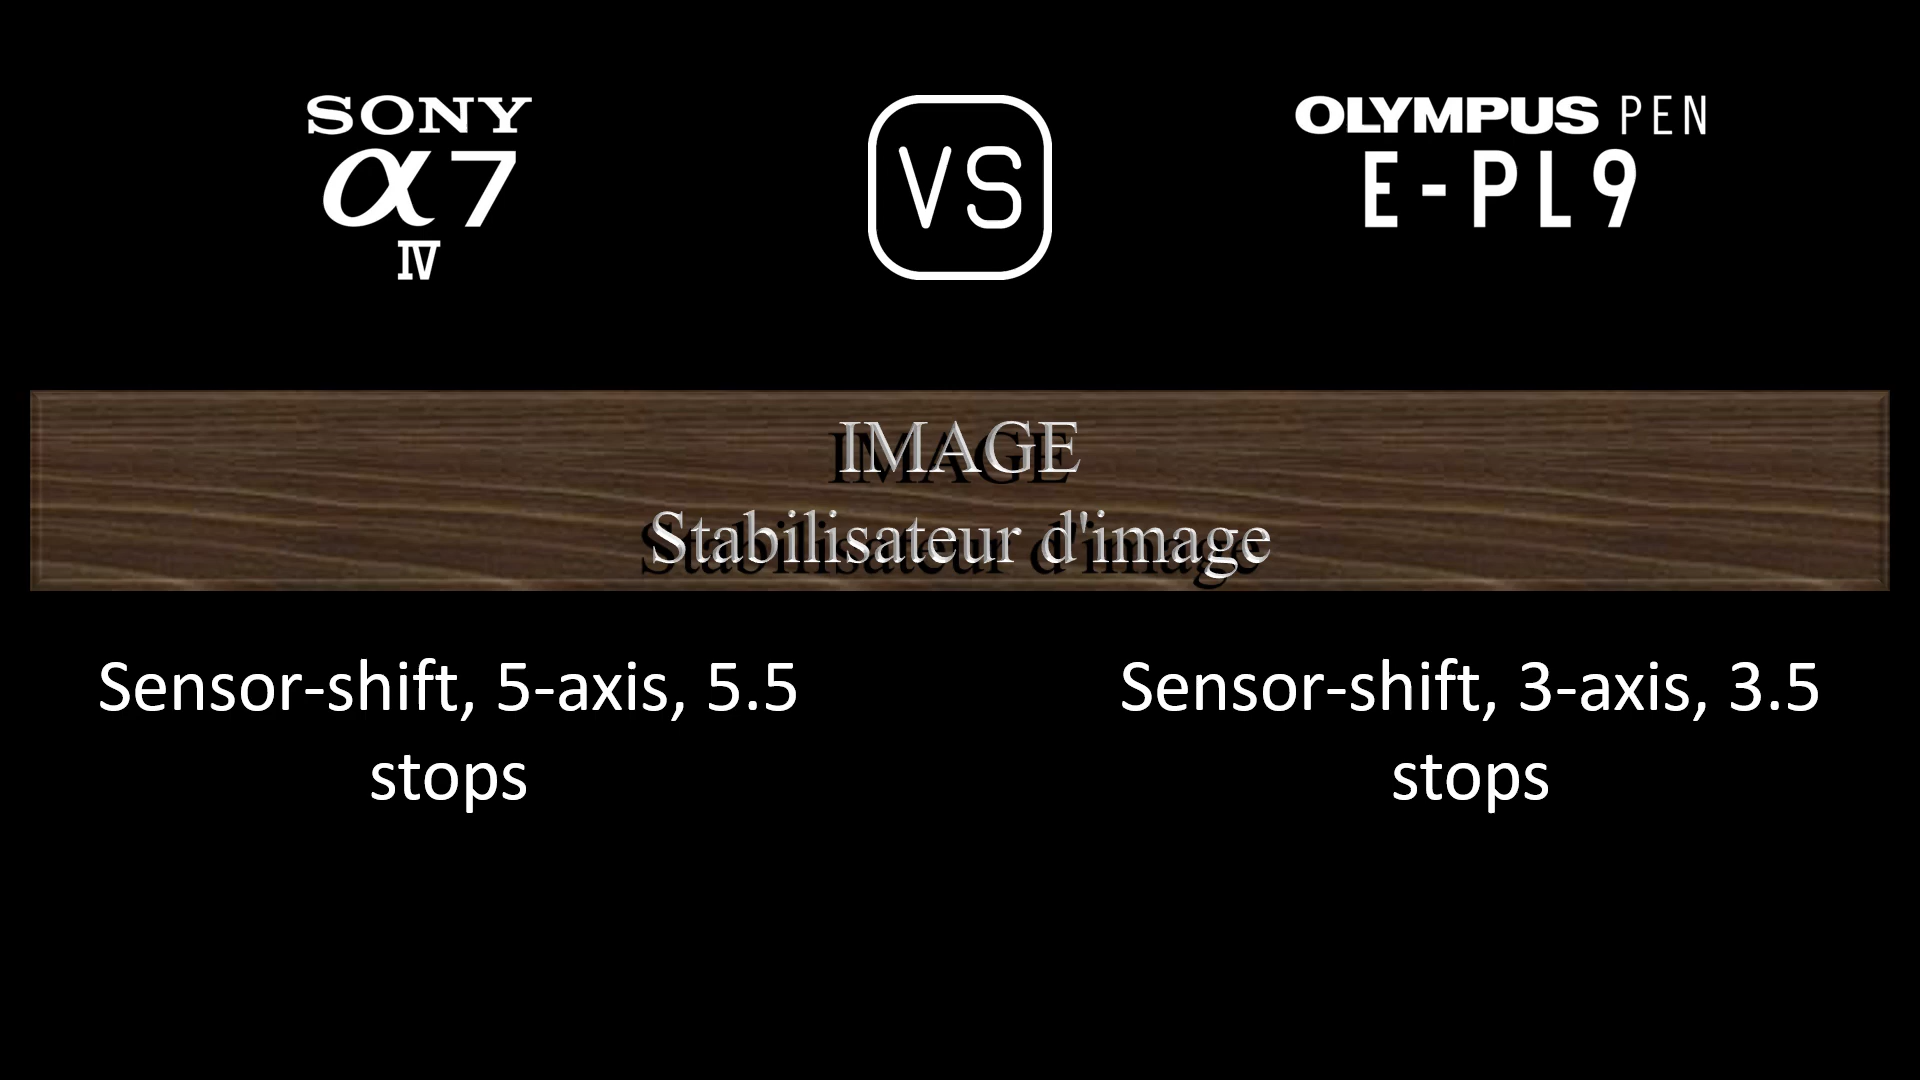 SONY
α7
IV
VS
OLYMPUS PEN
E-PL9
IMAGE
Stabilisateur d'image
Sensor-shift, 5-axis, 5.5
stops
Sensor-shift, 3-axis, 3.5
stops